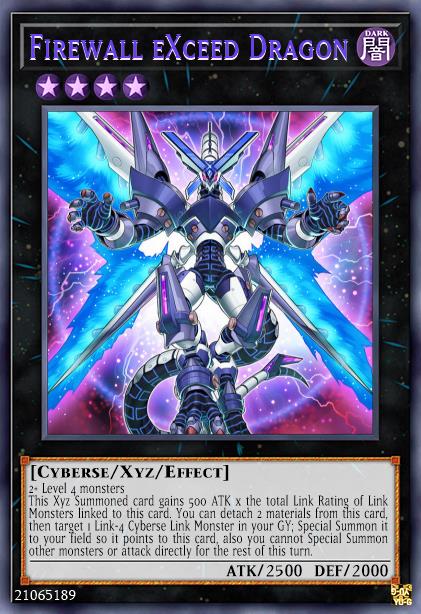 Firewall eXceed Dragon
DARK
闇
[Cyberse/Xyz/Effect]
2+ Level 4 monsters
This Xyz Summoned card gains 500 ATK x the total Link Rating of Link
Monsters linked to this card. You can detach 2 materials from this card,
then target 1 Link-4 Cyberse Link Monster in your GY; Special Summon it
to your field so it points to this card, also you cannot Special Summon
other monsters or attack directly for the rest of this turn.
ATK/2500 DEF/2000
21065189